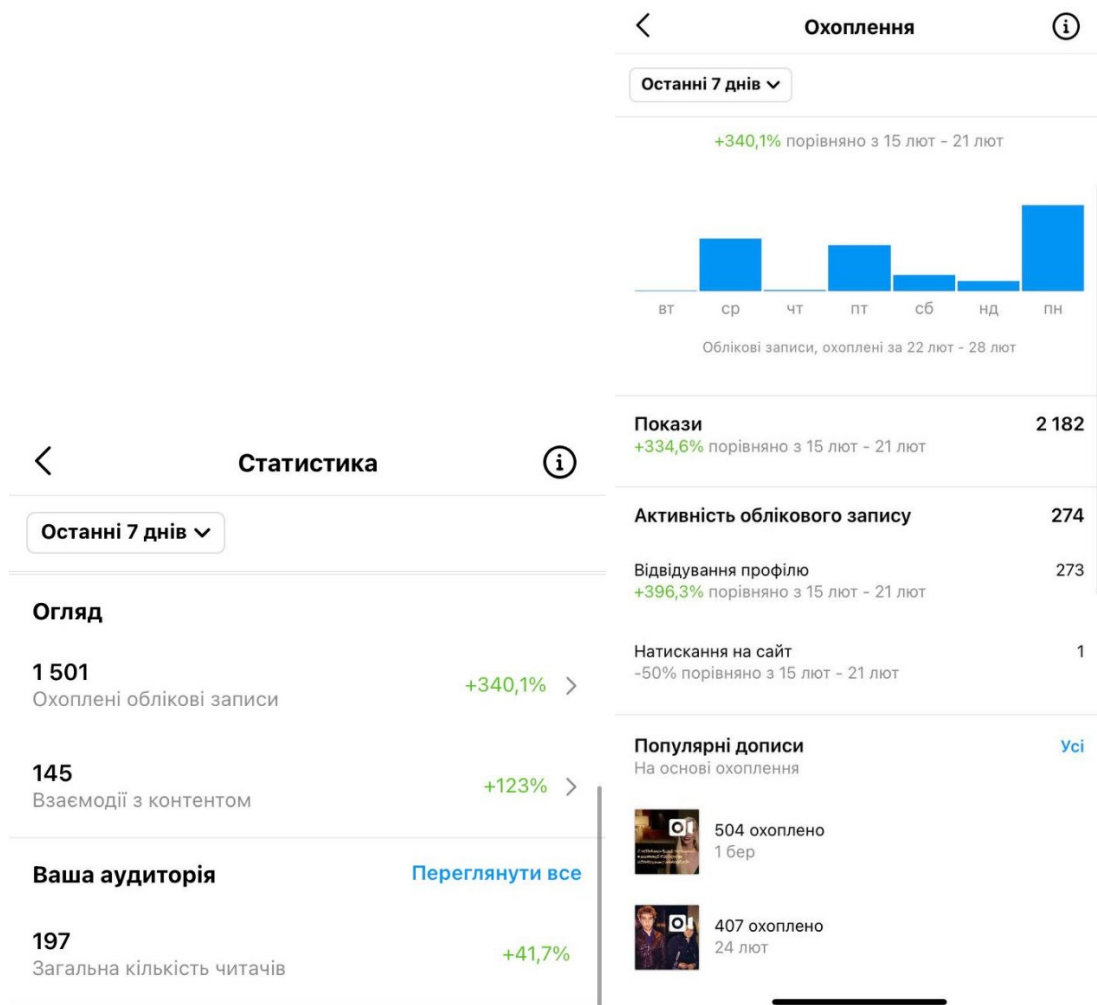 Статистика
Останні 7 днів
Огляд
1 501
Охоплені облікові записи
+340,1%
145
Взаємодії з контентом
+123%
Ваша аудиторія
Переглянути все
197
Загальна кількість читачів
+41,7%
Охоплення
Останні 7 днів
+340,1% порівняно з 15 лют - 21 лют
вт ср чт пт сб нд пн
Облікові записи, охоплені за 22 лют - 28 лют
Покази 2 182
+334,6% порівняно з 15 лют - 21 лют
Активність облікового запису 274
Відвідування профілю 273
+396,3% порівняно з 15 лют - 21 лют
Натискання на сайт 1
-50% порівняно з 15 лют - 21 лют
Популярні дописи Усі
На основі охоплення
504 охоплено
1 бер
407 охоплено
24 лют